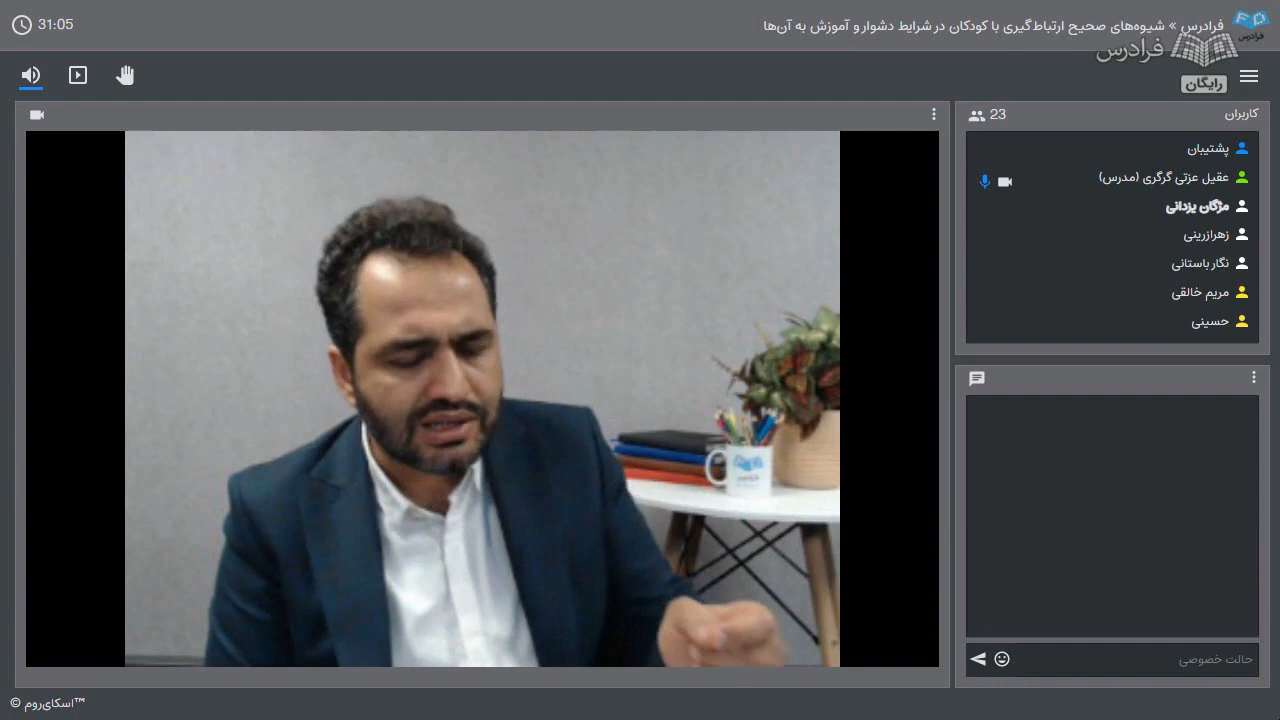 31:05
فرادرس » شیوه‌های صحیح ارتباط‌گیری با کودکان در شرایط دشوار و آموزش به آن‌ها
فرادرس
فرادرس
رایگان
کاربران
23
پشتیبان
عقیل عزتی گرگری (مدرس)
مژگان یزدانی
زهرازرینی
نگار باستانی
مریم خالقی
حسینی
حالت خصوصی
© اسکای‌روم™